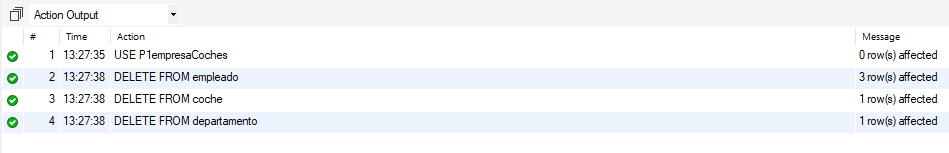 Action Output
# Time Action Message
1 13:27:35 USE P1empresaCoches 0 row(s) affected
2 13:27:38 DELETE FROM empleado 3 row(s) affected
3 13:27:38 DELETE FROM coche 1 row(s) affected
4 13:27:38 DELETE FROM departamento 1 row(s) affected